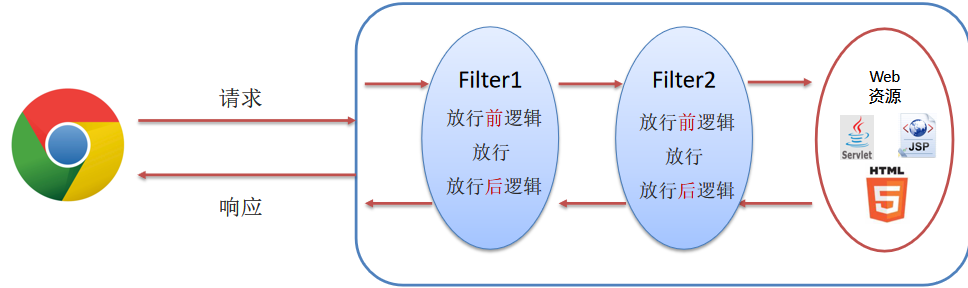 请求
响应
Filter1
放行前逻辑
放行
放行后逻辑
Filter2
放行前逻辑
放行
放行后逻辑
Web
资源
Servlet
JSP
HTML
5